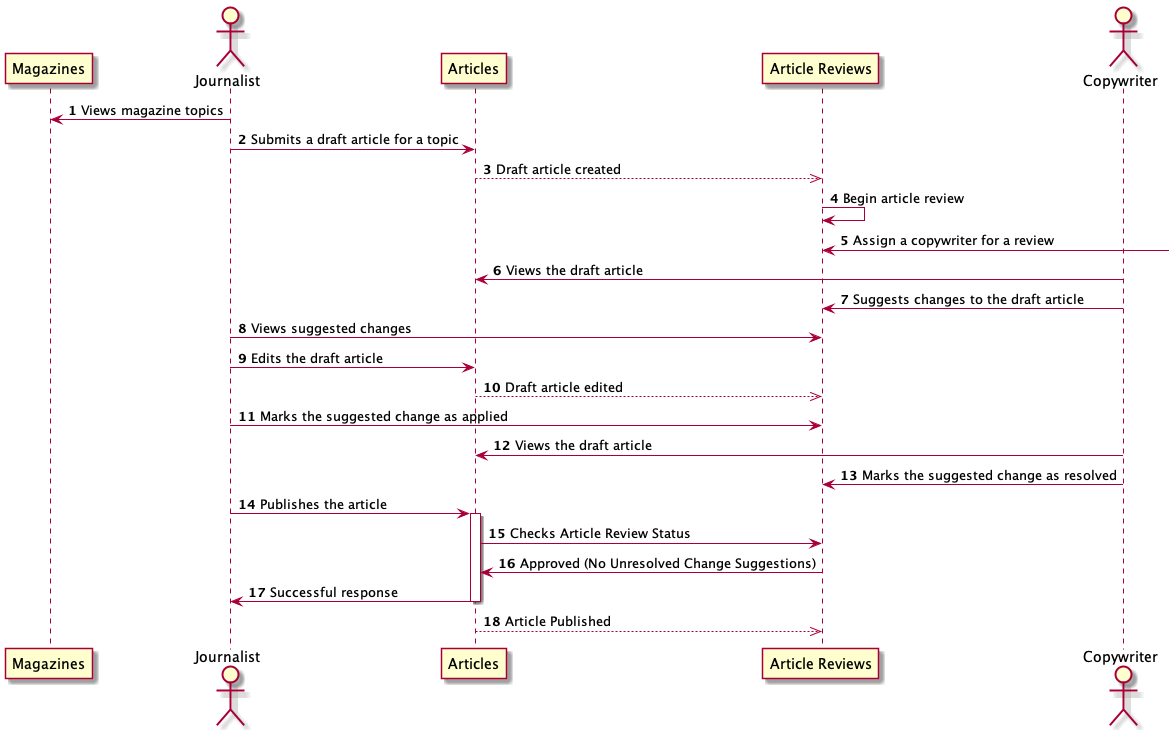 Magazines
Journalist
Articles
Article Reviews
Copywriter
1 Views magazine topics
2 Submits a draft article for a topic
3 Draft article created
4 Begin article review
5 Assign a copywriter for a review
6 Views the draft article
7 Suggests changes to the draft article
8 Views suggested changes
9 Edits the draft article
10 Draft article edited
11 Marks the suggested change as applied
12 Views the draft article
13 Marks the suggested change as resolved
14 Publishes the article
15 Checks Article Review Status
16 Approved (No Unresolved Change Suggestions)
17 Successful response
18 Article Published
Magazines
Journalist
Articles
Article Reviews
Copywriter